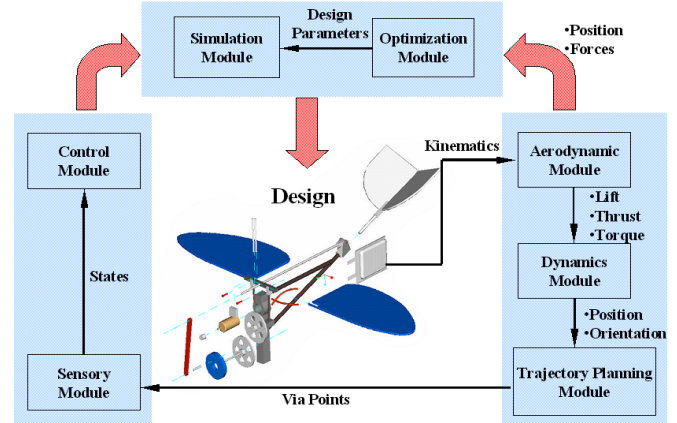 Design
Parameters
Simulation
Module
Optimization
Module
•Position
•Forces
Control
Module
Kinematics
Aerodynamic
Module
Design
•Lift
•Thrust
•Torque
States
Dynamics
Module
•Position
•Orientation
Sensory
Module
Trajectory Planning
Module
Via Points